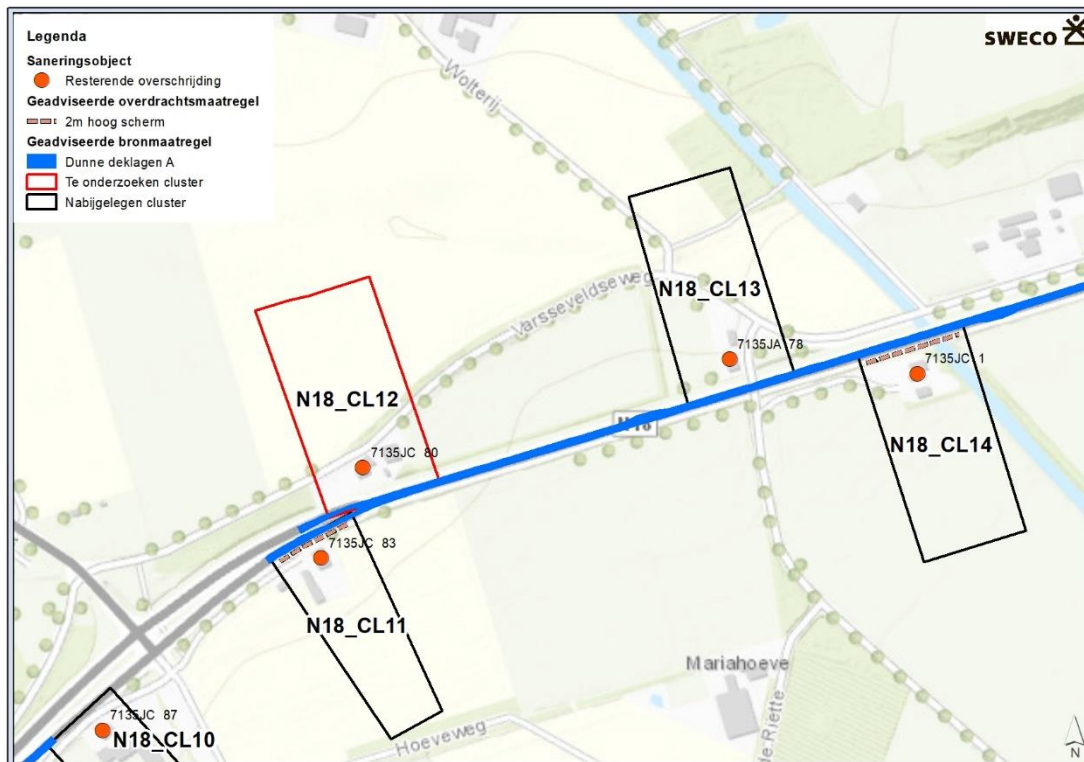 Legenda
SWECO
Saneringsobject
Resterende overschrijding
Geadviseerde overdrachtsmaatregel
2m hoog scherm
Geadviseerde bronmaatregel
Dunne deklagen A
Te onderzoeken cluster
Nabijgelegen cluster
Wolterij
Varsseveldseweg
N18_CL13
7135JA 78
7135JC 1
N18_CL12
N18
N18_CL14
7135JC 80
7135JC 83
N18_CL11
Mariahoeve
de Riette
7135JC 87
N18_CL10
Hoeveweg
N